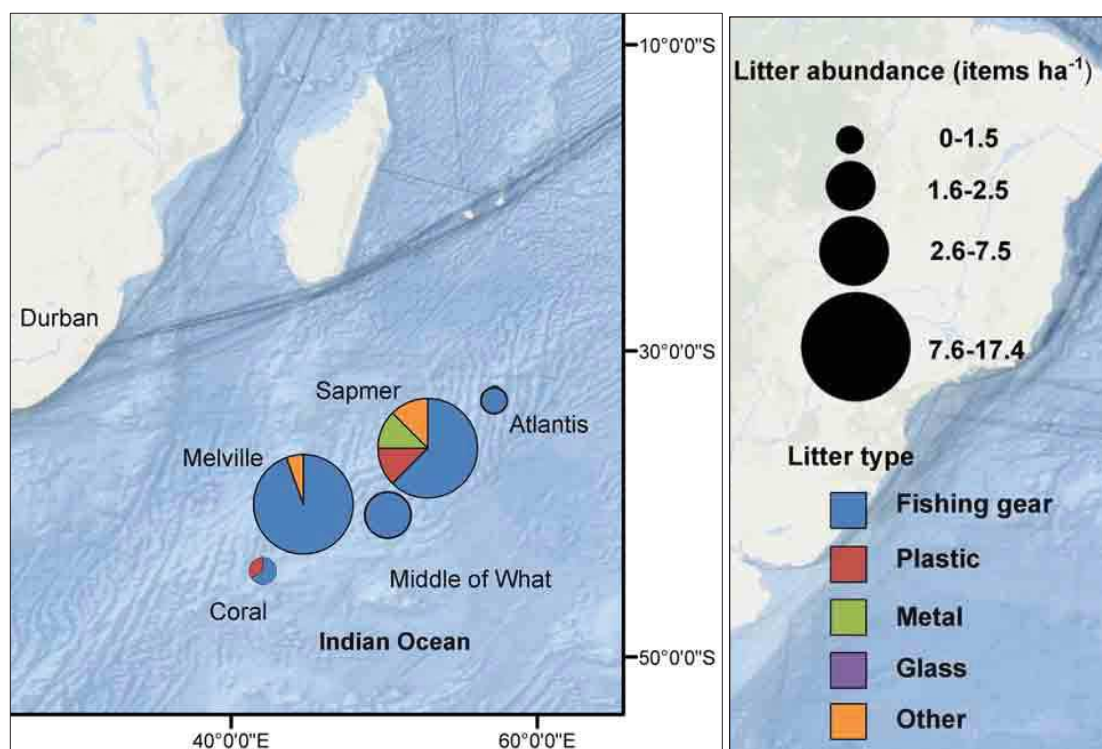 10°0'0"S
Durban
30°0'0"S
Sapmer
Atlantis
Melville
Middle of What
Coral
Indian Ocean
50°0'0"S
40°0'0"E
60°0'0"E
Litter abundance (items ha⁻¹)
0-1.5
1.6-2.5
2.6-7.5
7.6-17.4
Litter type
Fishing gear
Plastic
Metal
Glass
Other